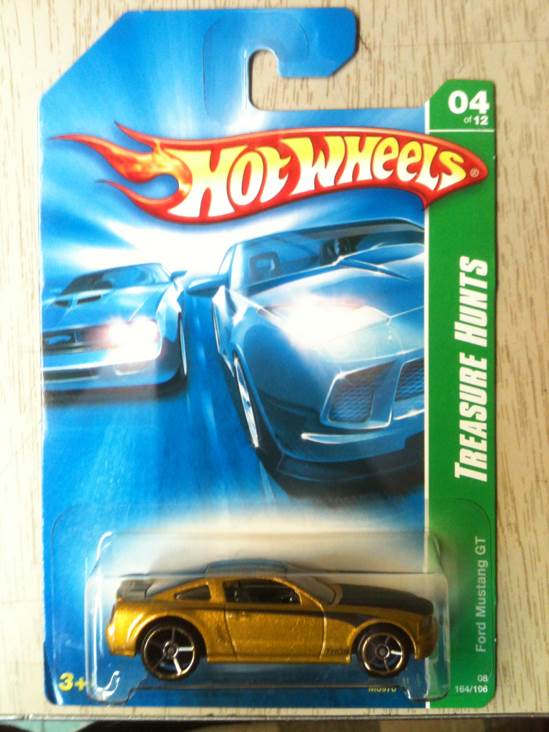 04
of 12
HOT WHEELS®
TREASURE HUNTS
Ford Mustang GT
3+
08
164/196